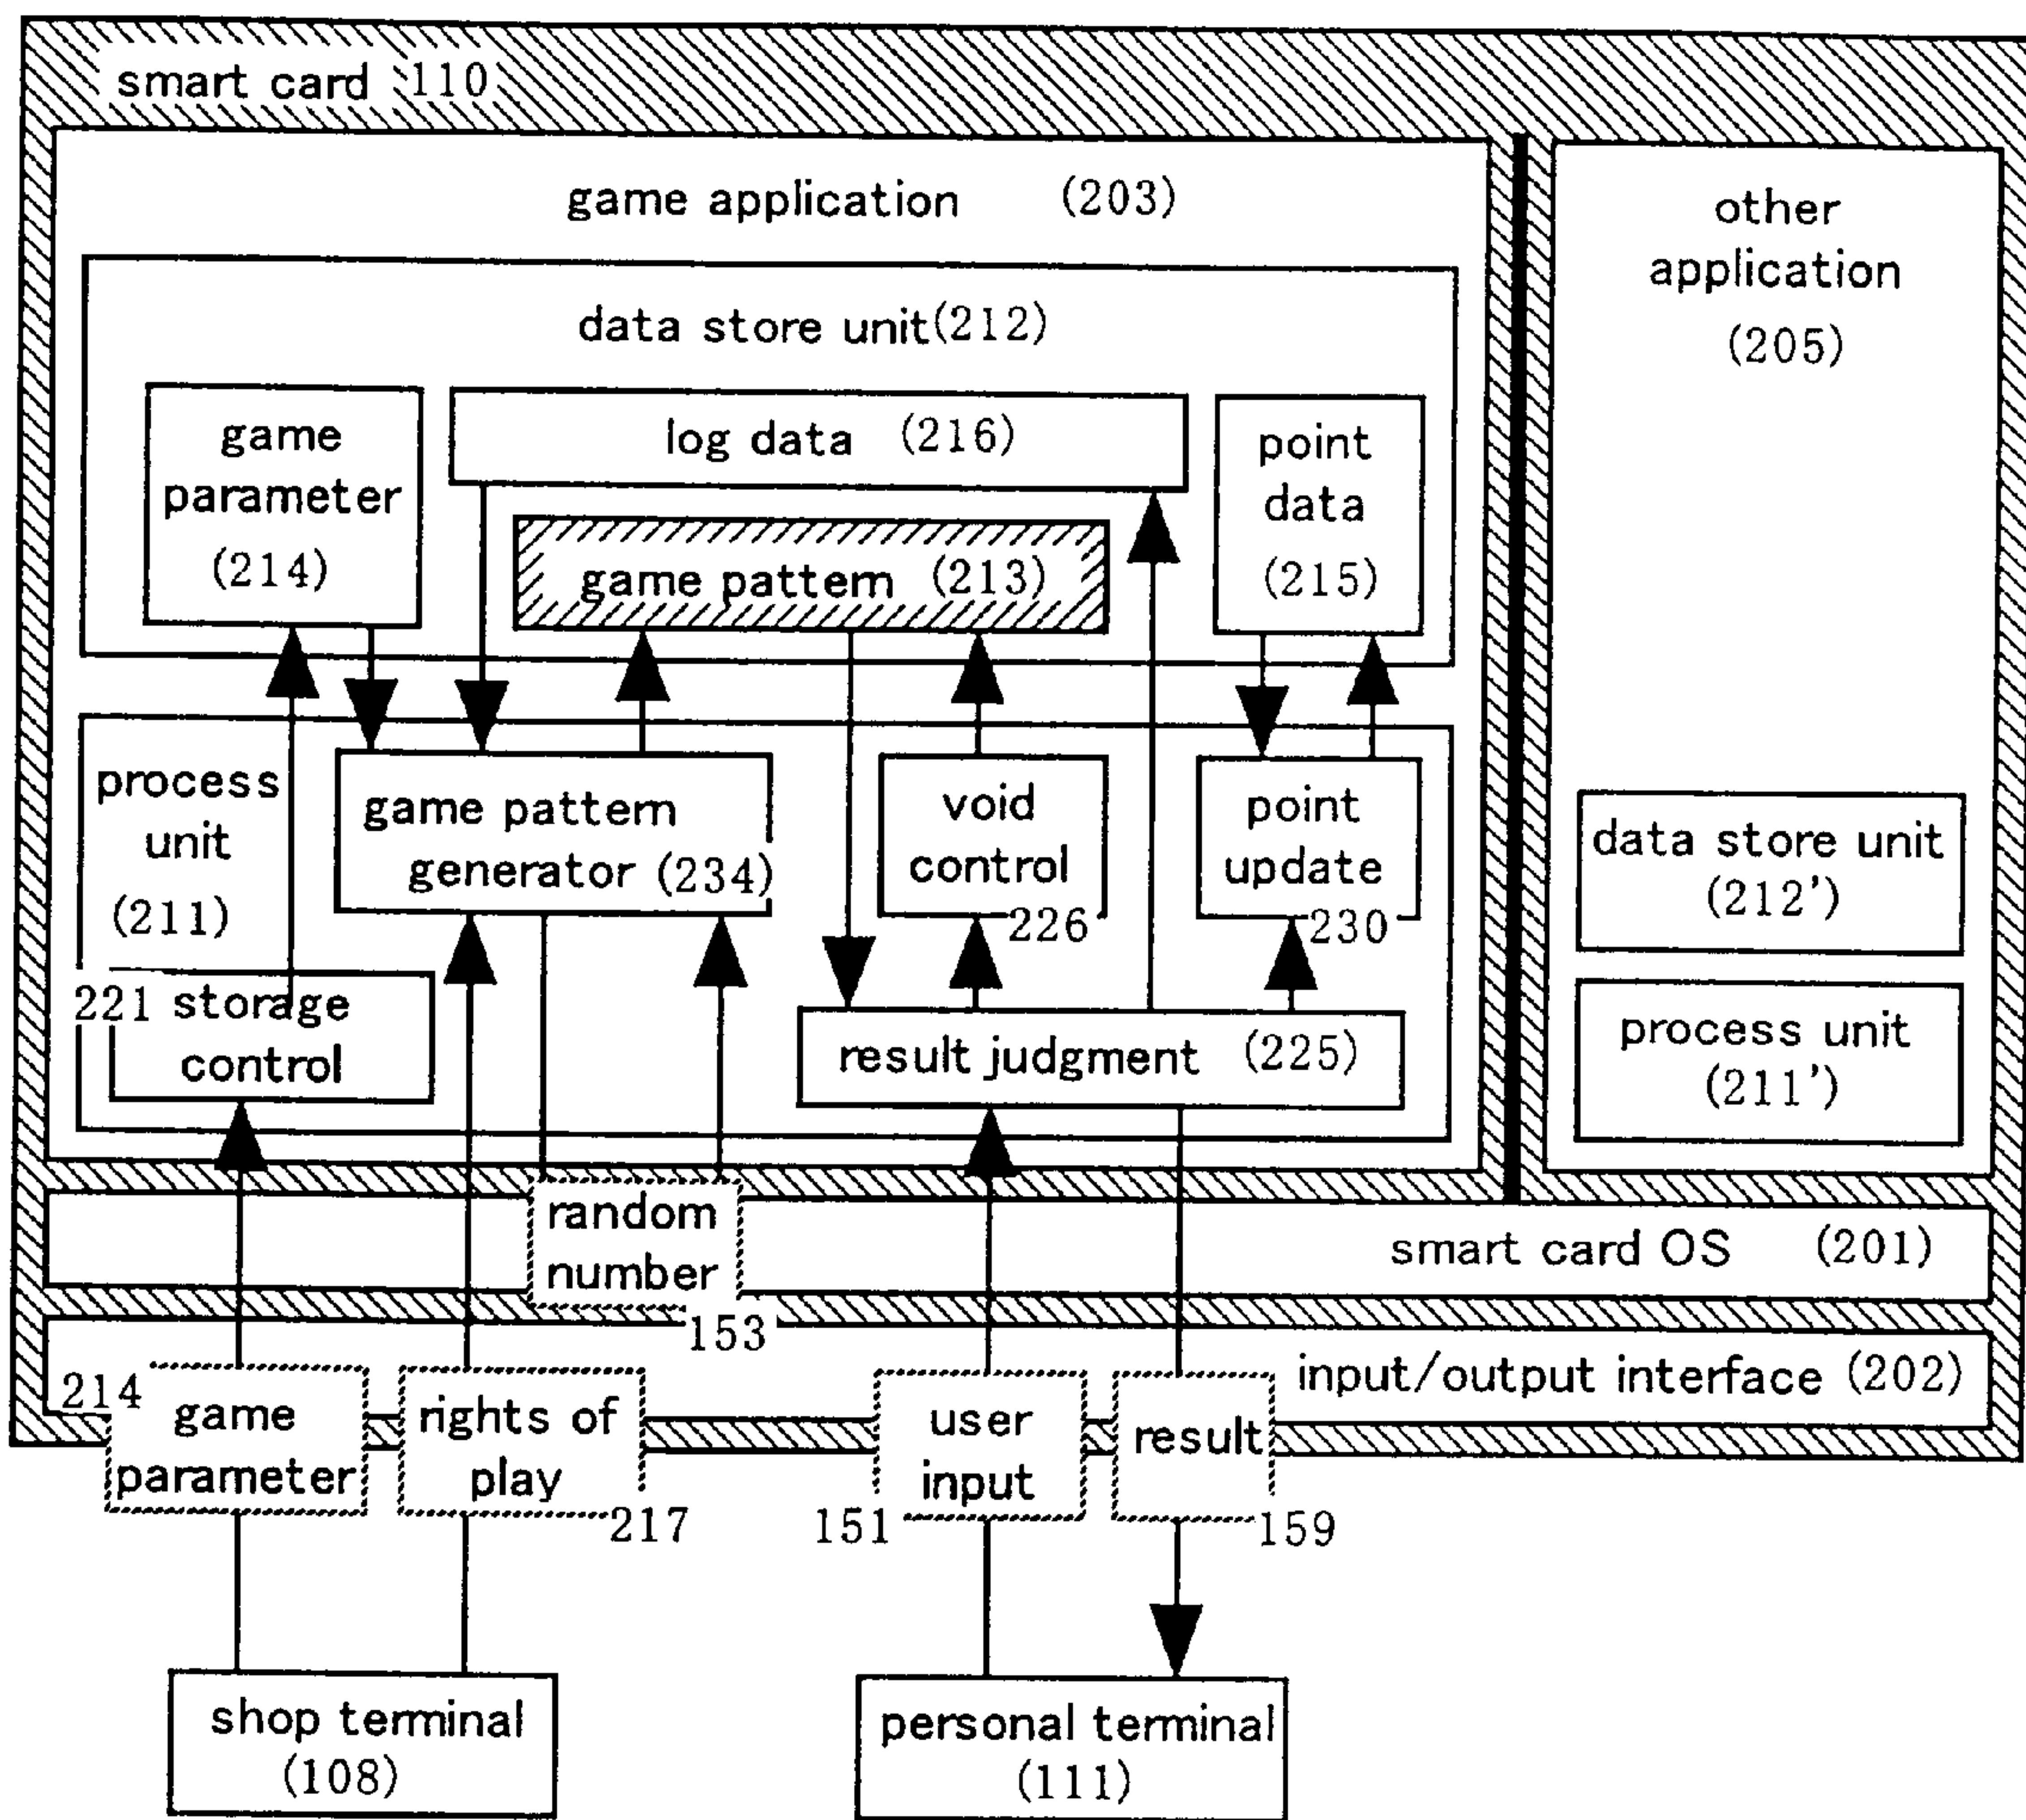 smart card 110
game application (203)
other
application
(205)
data store unit(212)
game
parameter
(214)
log data (216)
point
data
(215)
game pattern (213)
process
unit
(211)
game pattern
generator (234)
void
control
226
point
update
230
data store unit
(212')
221 storage
control
result judgment (225)
process unit
(211')
random
number
153
smart card OS (201)
input/output interface (202)
214
game
parameter
rights of
play
217
user
input
151
result
159
shop terminal
(108)
personal terminal
(111)